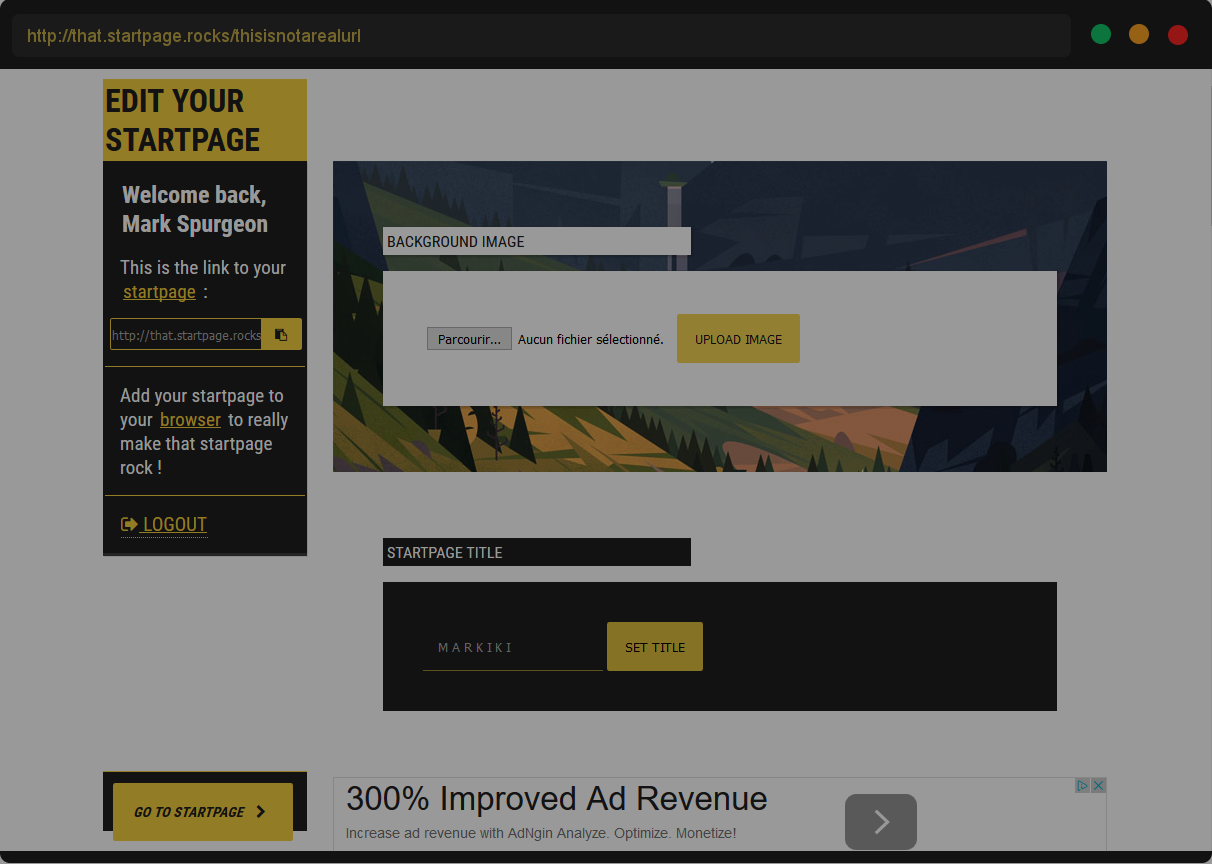 http://that.startpage.rocks/thisisnotarealurl
EDIT YOUR
STARTPAGE
Welcome back,
Mark Spurgeon
This is the link to your
startpage :
http://that.startpage.rocks
Add your startpage to
your browser to really
make that startpage
rock !
LOGOUT
BACKGROUND IMAGE
Parcourir... Aucun fichier sélectionné. UPLOAD IMAGE
STARTPAGE TITLE
MARKIKI SET TITLE
GO TO STARTPAGE
300% Improved Ad Revenue
Increase ad revenue with AdNgin Analyze. Optimize. Monetize!